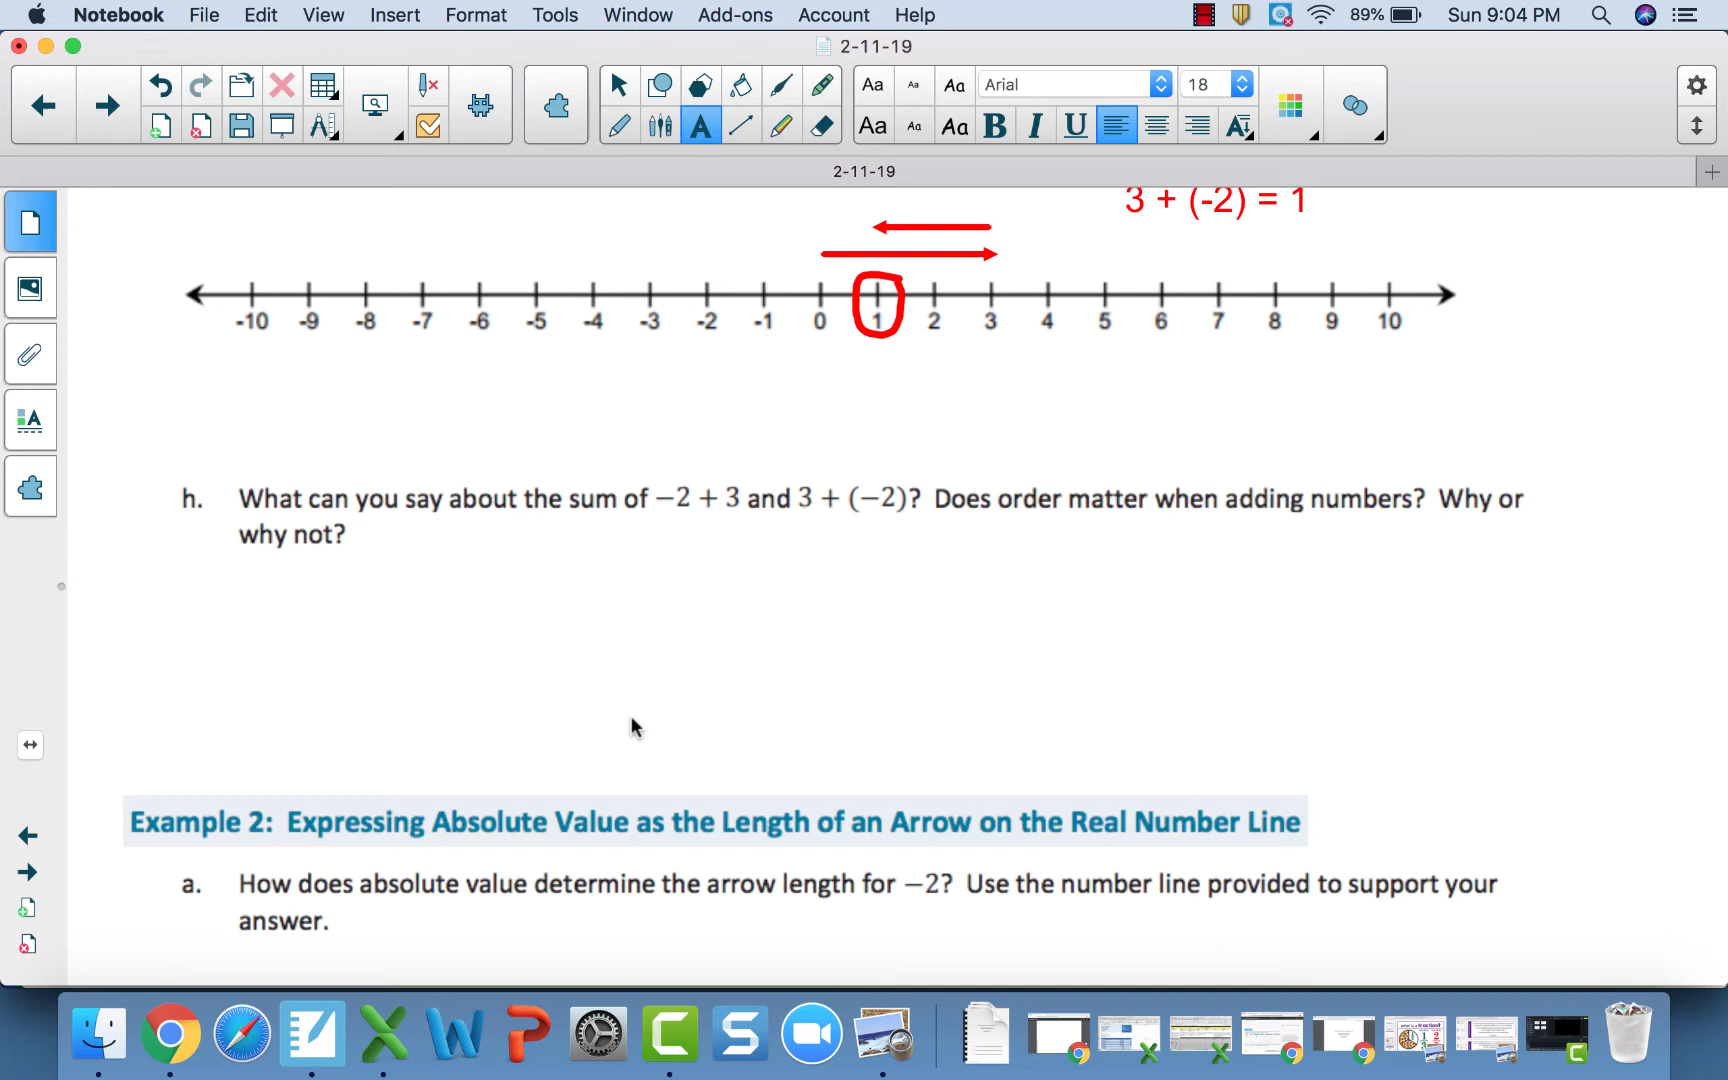 Notebook File Edit View Insert Format Tools Window Add-ons Account Help 89% Sun 9:04 PM
2-11-19
Aa Aa Aa Arial 18
Aa Aa Aa B I U A
2-11-19
3 + (-2) = 1
-10 -9 -8 -7 -6 -5 -4 -3 -2 -1 0 1 2 3 4 5 6 7 8 9 10
h. What can you say about the sum of −2 + 3 and 3 + (−2)? Does order matter when adding numbers? Why or
why not?
Example 2: Expressing Absolute Value as the Length of an Arrow on the Real Number Line
a. How does absolute value determine the arrow length for −2? Use the number line provided to support your
answer.